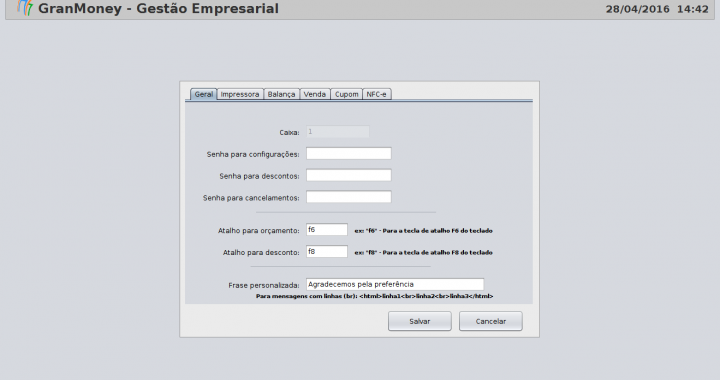 GranMoney - Gestão Empresarial 28/04/2016 14:42
Geral Impressora Balança Venda Cupom NFC-e
Caixa: 1
Senha para configurações:
Senha para descontos:
Senha para cancelamentos:
Atalho para orçamento: f6 ex: "f6" - Para a tecla de atalho F6 do teclado
Atalho para desconto: f8 ex: "f8" - Para a tecla de atalho F8 do teclado
Frase personalizada: Agradecemos pela preferência
Para mensagens com linhas (br): <html>linha1<br>linha2<br>linha3</html>
Salvar Cancelar